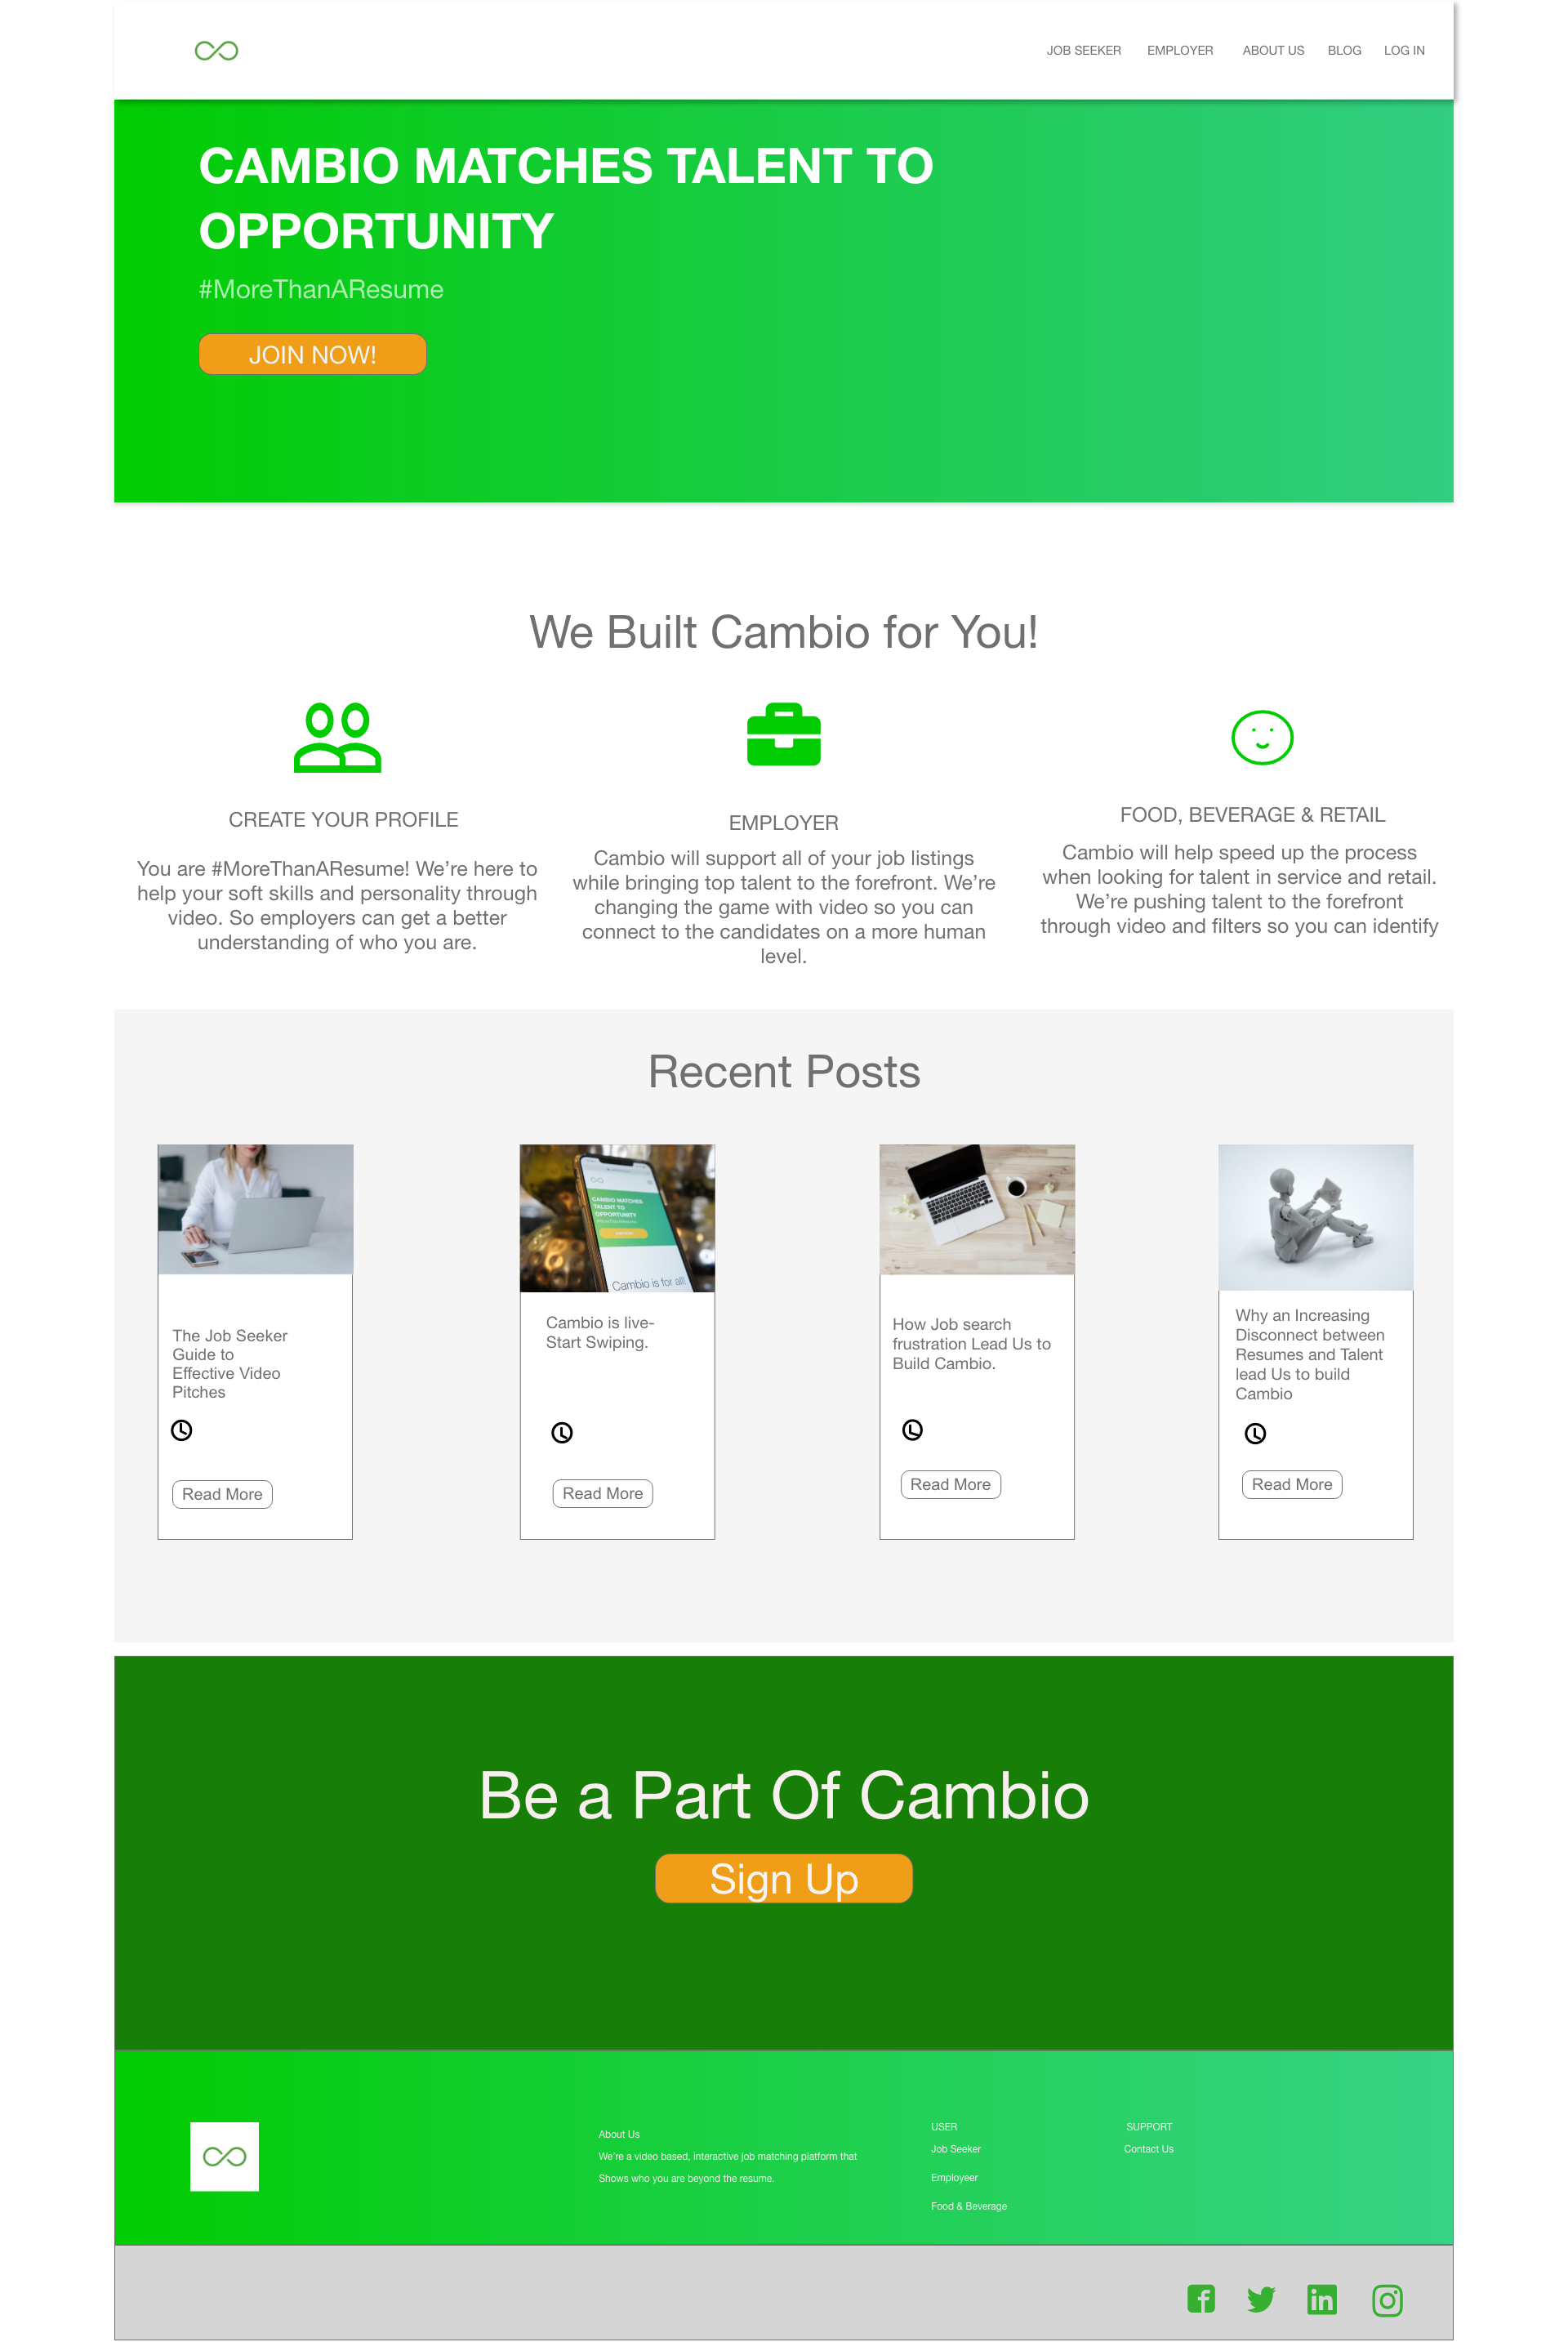 JOB SEEKER EMPLOYER ABOUT US BLOG LOG IN
CAMBIO MATCHES TALENT TO
OPPORTUNITY
#MoreThanAResume
JOIN NOW!
We Built Cambio for You!
CREATE YOUR PROFILE
You are #MoreThanAResume! We’re here to
help your soft skills and personality through
video. So employers can get a better
understanding of who you are.
EMPLOYER
Cambio will support all of your job listings
while bringing top talent to the forefront. We’re
changing the game with video so you can
connect to the candidates on a more human
level.
FOOD, BEVERAGE & RETAIL
Cambio will help speed up the process
when looking for talent in service and retail.
We’re pushing talent to the forefront
through video and filters so you can identify
Recent Posts
The Job Seeker
Guide to
Effective Video
Pitches
Read More
CAMBIO MATCHES
TALENT TO
OPPORTUNITY
#MoreThanAResume
Cambio is for all!
Cambio is live-
Start Swiping.
Read More
How Job search
frustration Lead Us to
Build Cambio.
Read More
Why an Increasing
Disconnect between
Resumes and Talent
lead Us to build
Cambio
Read More
Be a Part Of Cambio
Sign Up
About Us
We’re a video based, interactive job matching platform that
Shows who you are beyond the resume.
USER
Job Seeker
Employeer
Food & Beverage
SUPPORT
Contact Us